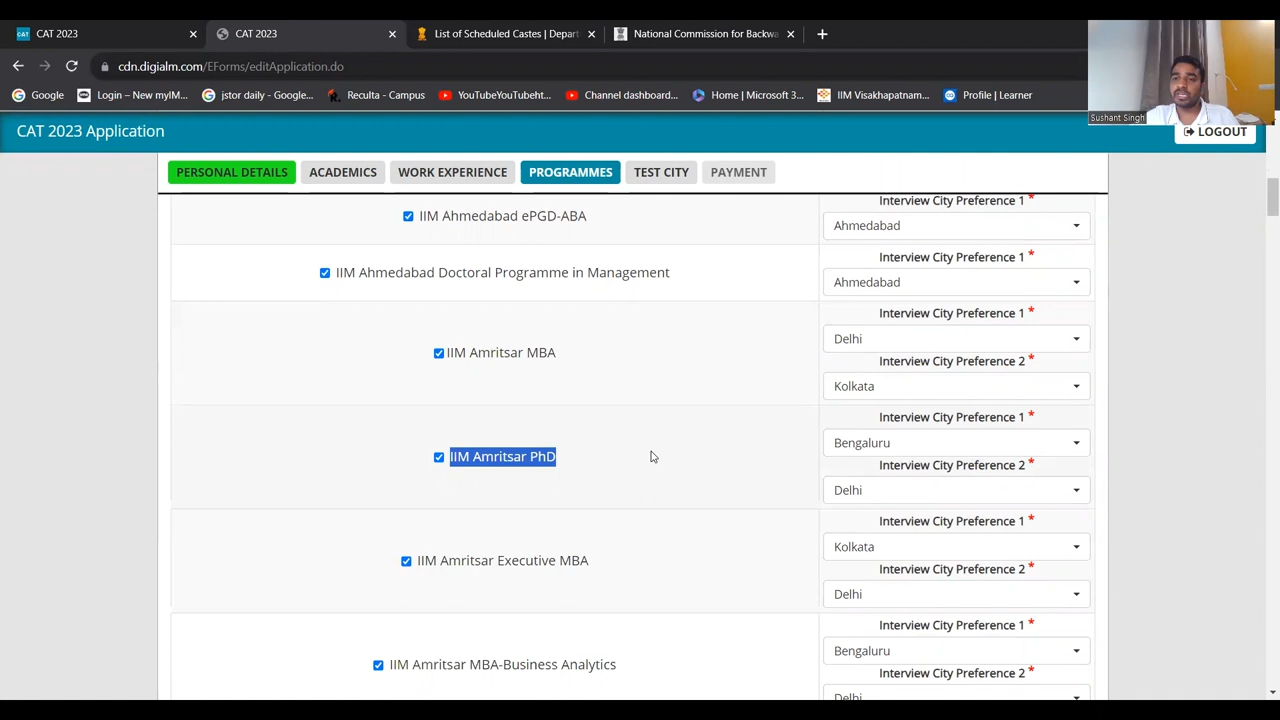 CAT CAT 2023
CAT 2023
List of Scheduled Castes | Depar
National Commission for Backwa
cdn.digialm.com/EForms/editApplication.do
Google
Login – New myIM...
jstor daily - Google...
Reculta - Campus
YouTubeYouTubeht...
Channel dashboard...
Home | Microsoft 3...
IIM Visakhapatnam...
Profile | Learner
Sushant Singh
CAT 2023 Application
LOGOUT
PERSONAL DETAILS
ACADEMICS
WORK EXPERIENCE
PROGRAMMES
TEST CITY
PAYMENT
IIM Ahmedabad ePGD-ABA
Interview City Preference 1 *
Ahmedabad
IIM Ahmedabad Doctoral Programme in Management
Interview City Preference 1 *
Ahmedabad
IIM Amritsar MBA
Interview City Preference 1 *
Delhi
Interview City Preference 2 *
Kolkata
IIM Amritsar PhD
Interview City Preference 1 *
Bengaluru
Interview City Preference 2 *
Delhi
IIM Amritsar Executive MBA
Interview City Preference 1 *
Kolkata
Interview City Preference 2 *
Delhi
IIM Amritsar MBA-Business Analytics
Interview City Preference 1 *
Bengaluru
Interview City Preference 2 *
Delhi